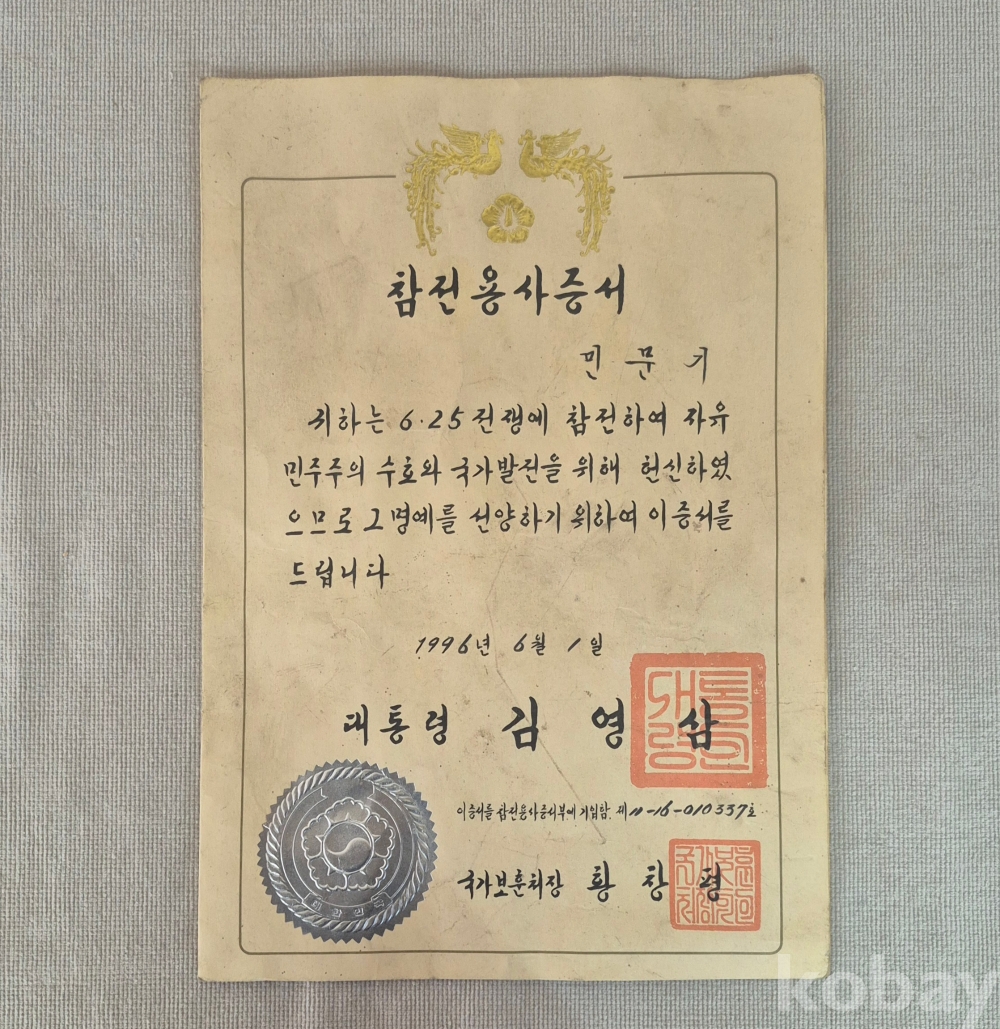 참전용사증서
민 문 기
귀하는 6·25 전쟁에 참전하여 자유
민주주의 수호와 국가발전을 위해 헌신하였
으므로 그 명예를 선양하기 위하여 이 증서를
드립니다
1996년 6월 1일
대통령 김 영 삼
대통령인
이 증서를 참전용사증서부에 기입함. 제 11-16-010337호
국가보훈처장 황 창 평
대한민국
kobay